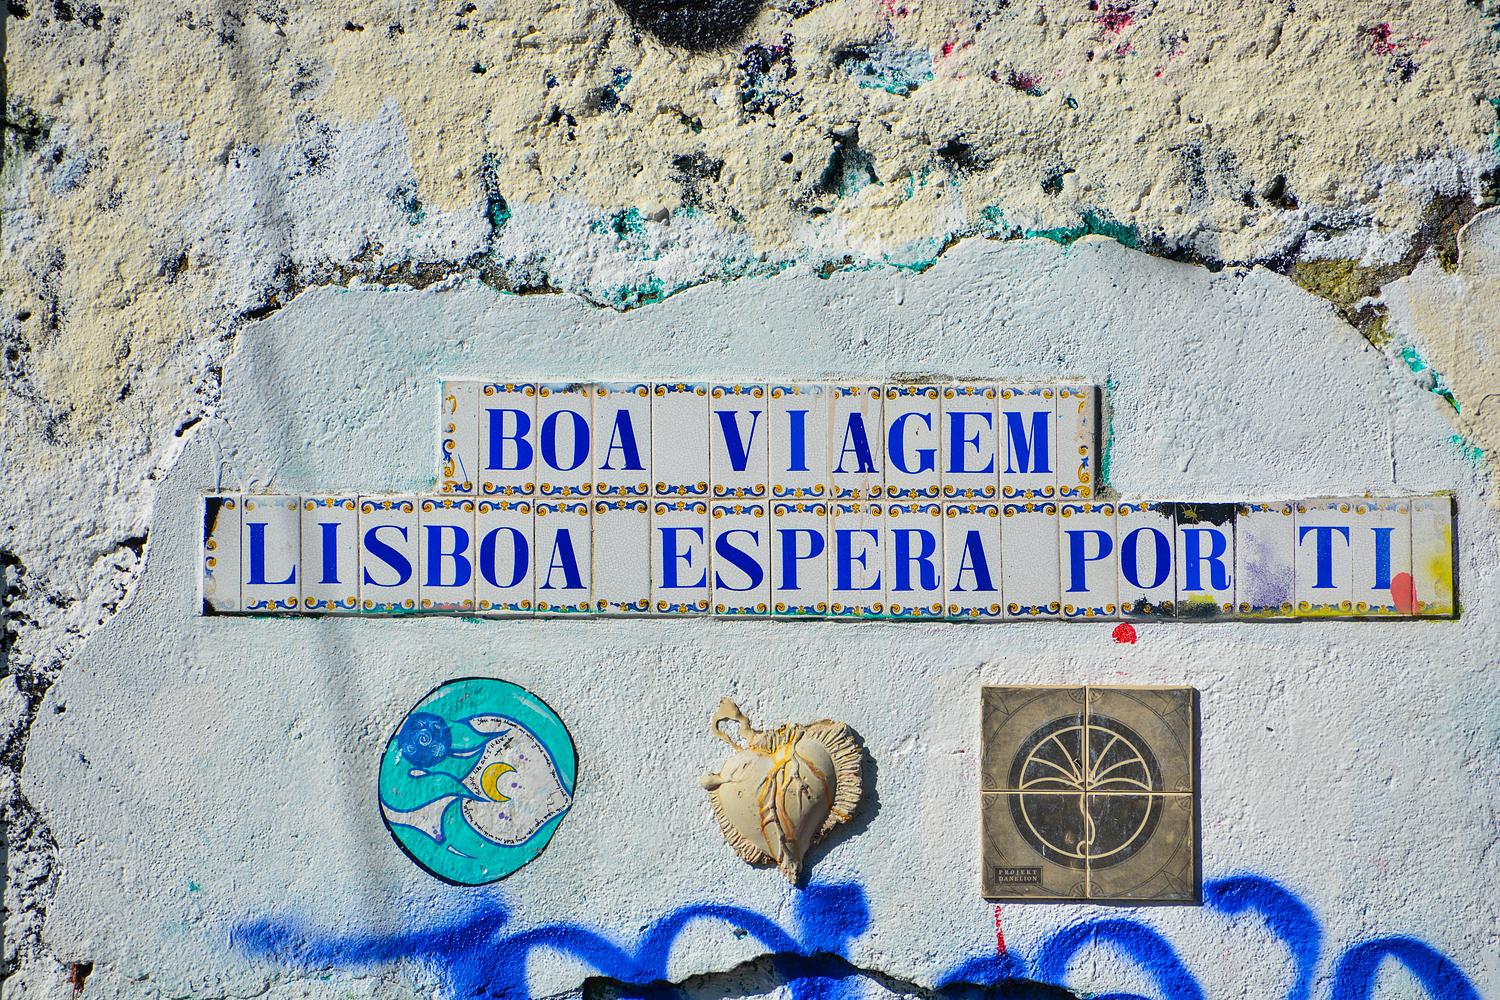 BOA VIAGEM
LISBOA ESPERA POR TI
PROJEKT
DANELION